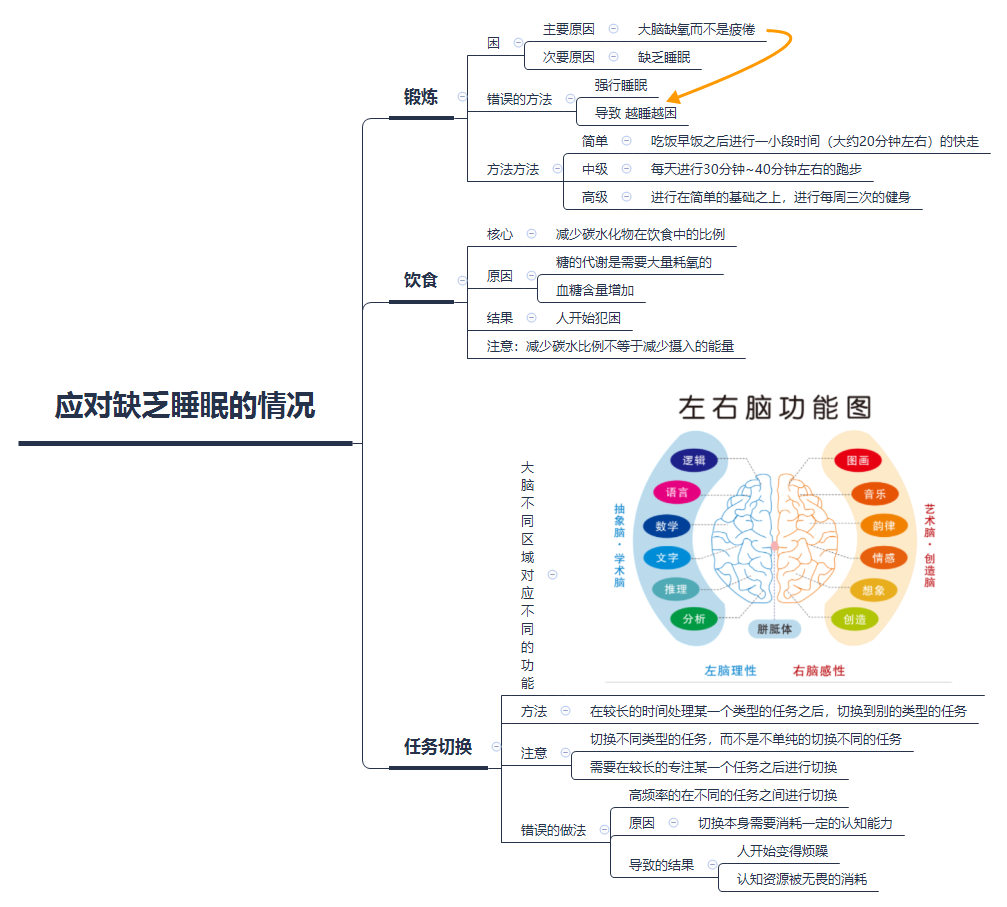 应对缺乏睡眠的情况
锻炼
困
主要原因
大脑缺氧而不是疲倦
次要原因
缺乏睡眠
错误的方法
强行睡眠
导致 越睡越困
方法方法
简单
吃饭早饭之后进行一小段时间（大约20分钟左右）的快走
中级
每天进行30分钟~40分钟左右的跑步
高级
进行在简单的基础之上，进行每周三次的健身
饮食
核心
减少碳水化物在饮食中的比例
原因
糖的代谢是需要大量耗氧的
血糖含量增加
结果
人开始犯困
注意：减少碳水比例不等于减少摄入的能量
任务切换
大脑不同区域对应不同的功能
左右脑功能图
抽象脑·学术脑
逻辑
语言
数学
文字
推理
分析
图画
音乐
韵律
情感
想象
创造
艺术脑·创造脑
胼胝体
左脑理性
右脑感性
方法
在较长的时间处理某一个类型的任务之后，切换到别的类型的任务
注意
切换不同类型的任务，而不是不单纯的切换不同的任务
需要在较长的专注某一个任务之后进行切换
错误的做法
高频率的在不同的任务之间进行切换
原因
切换本身需要消耗一定的认知能力
导致的结果
人开始变得烦躁
认知资源被无畏的消耗